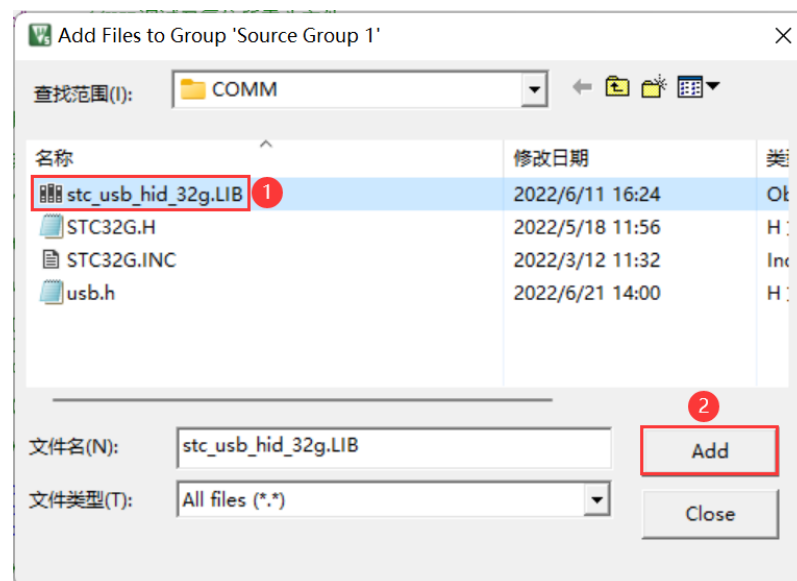 Add Files to Group 'Source Group 1'
查找范围(I): COMM
名称 修改日期
stc_usb_hid_32g.LIB 1 2022/6/11 16:24
STC32G.H 2022/5/18 11:56 H
STC32G.INC 2022/3/12 11:32
usb.h 2022/6/21 14:00 H
2
文件名(N): stc_usb_hid_32g.LIB Add
文件类型(T): All files (*.*) Close